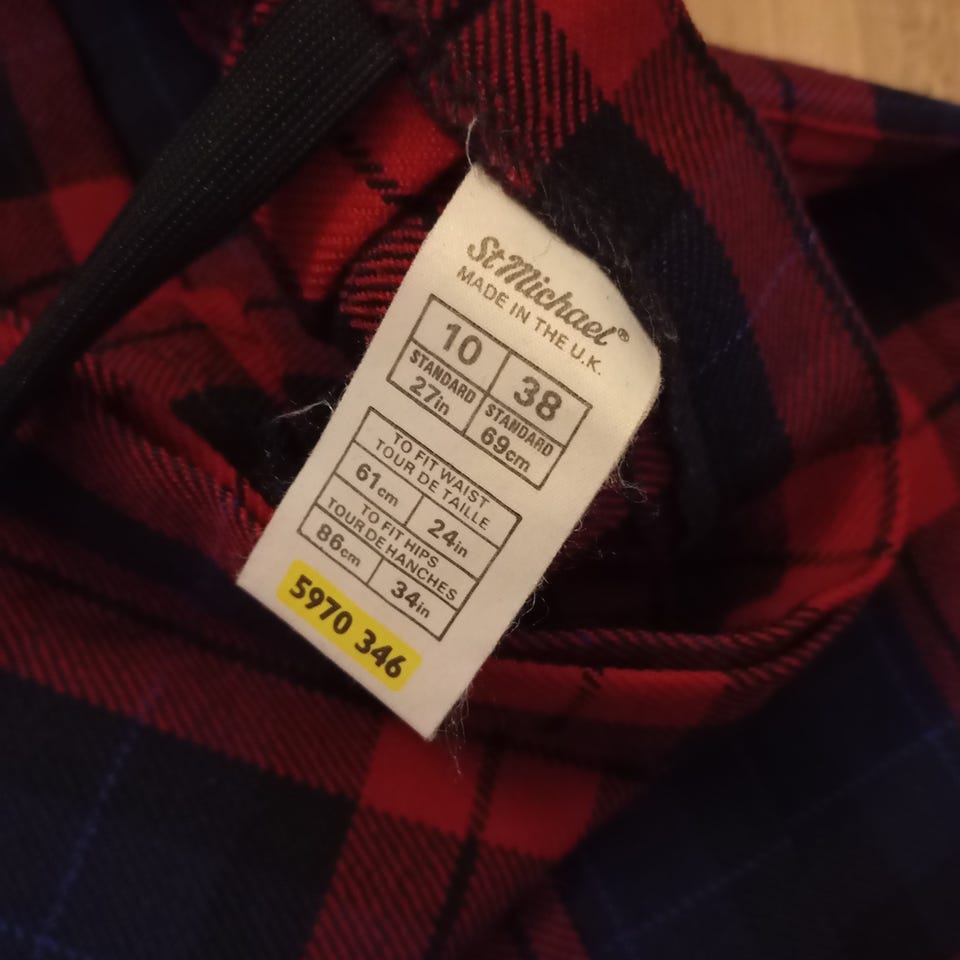 St Michael®
MADE IN THE U.K.
10 38
STANDARD STANDARD
27in 69cm
TO FIT WAIST
TOUR DE TAILLE
61cm 24in
TO FIT HIPS
TOUR DE HANCHES
86cm 34in
5970 346